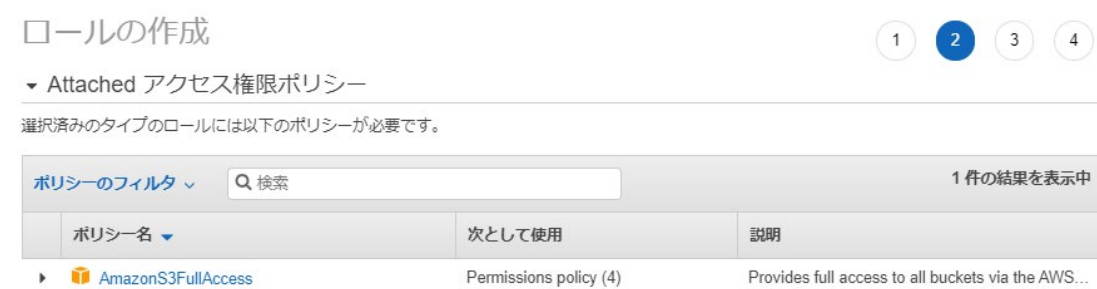 ロールの作成
1 2 3 4
Attached アクセス権限ポリシー
選択済みのタイプのロールには以下のポリシーが必要です。
ポリシーのフィルタ 検索 1 件の結果を表示中
ポリシー名 次として使用 説明
AmazonS3FullAccess Permissions policy (4) Provides full access to all buckets via the AWS...